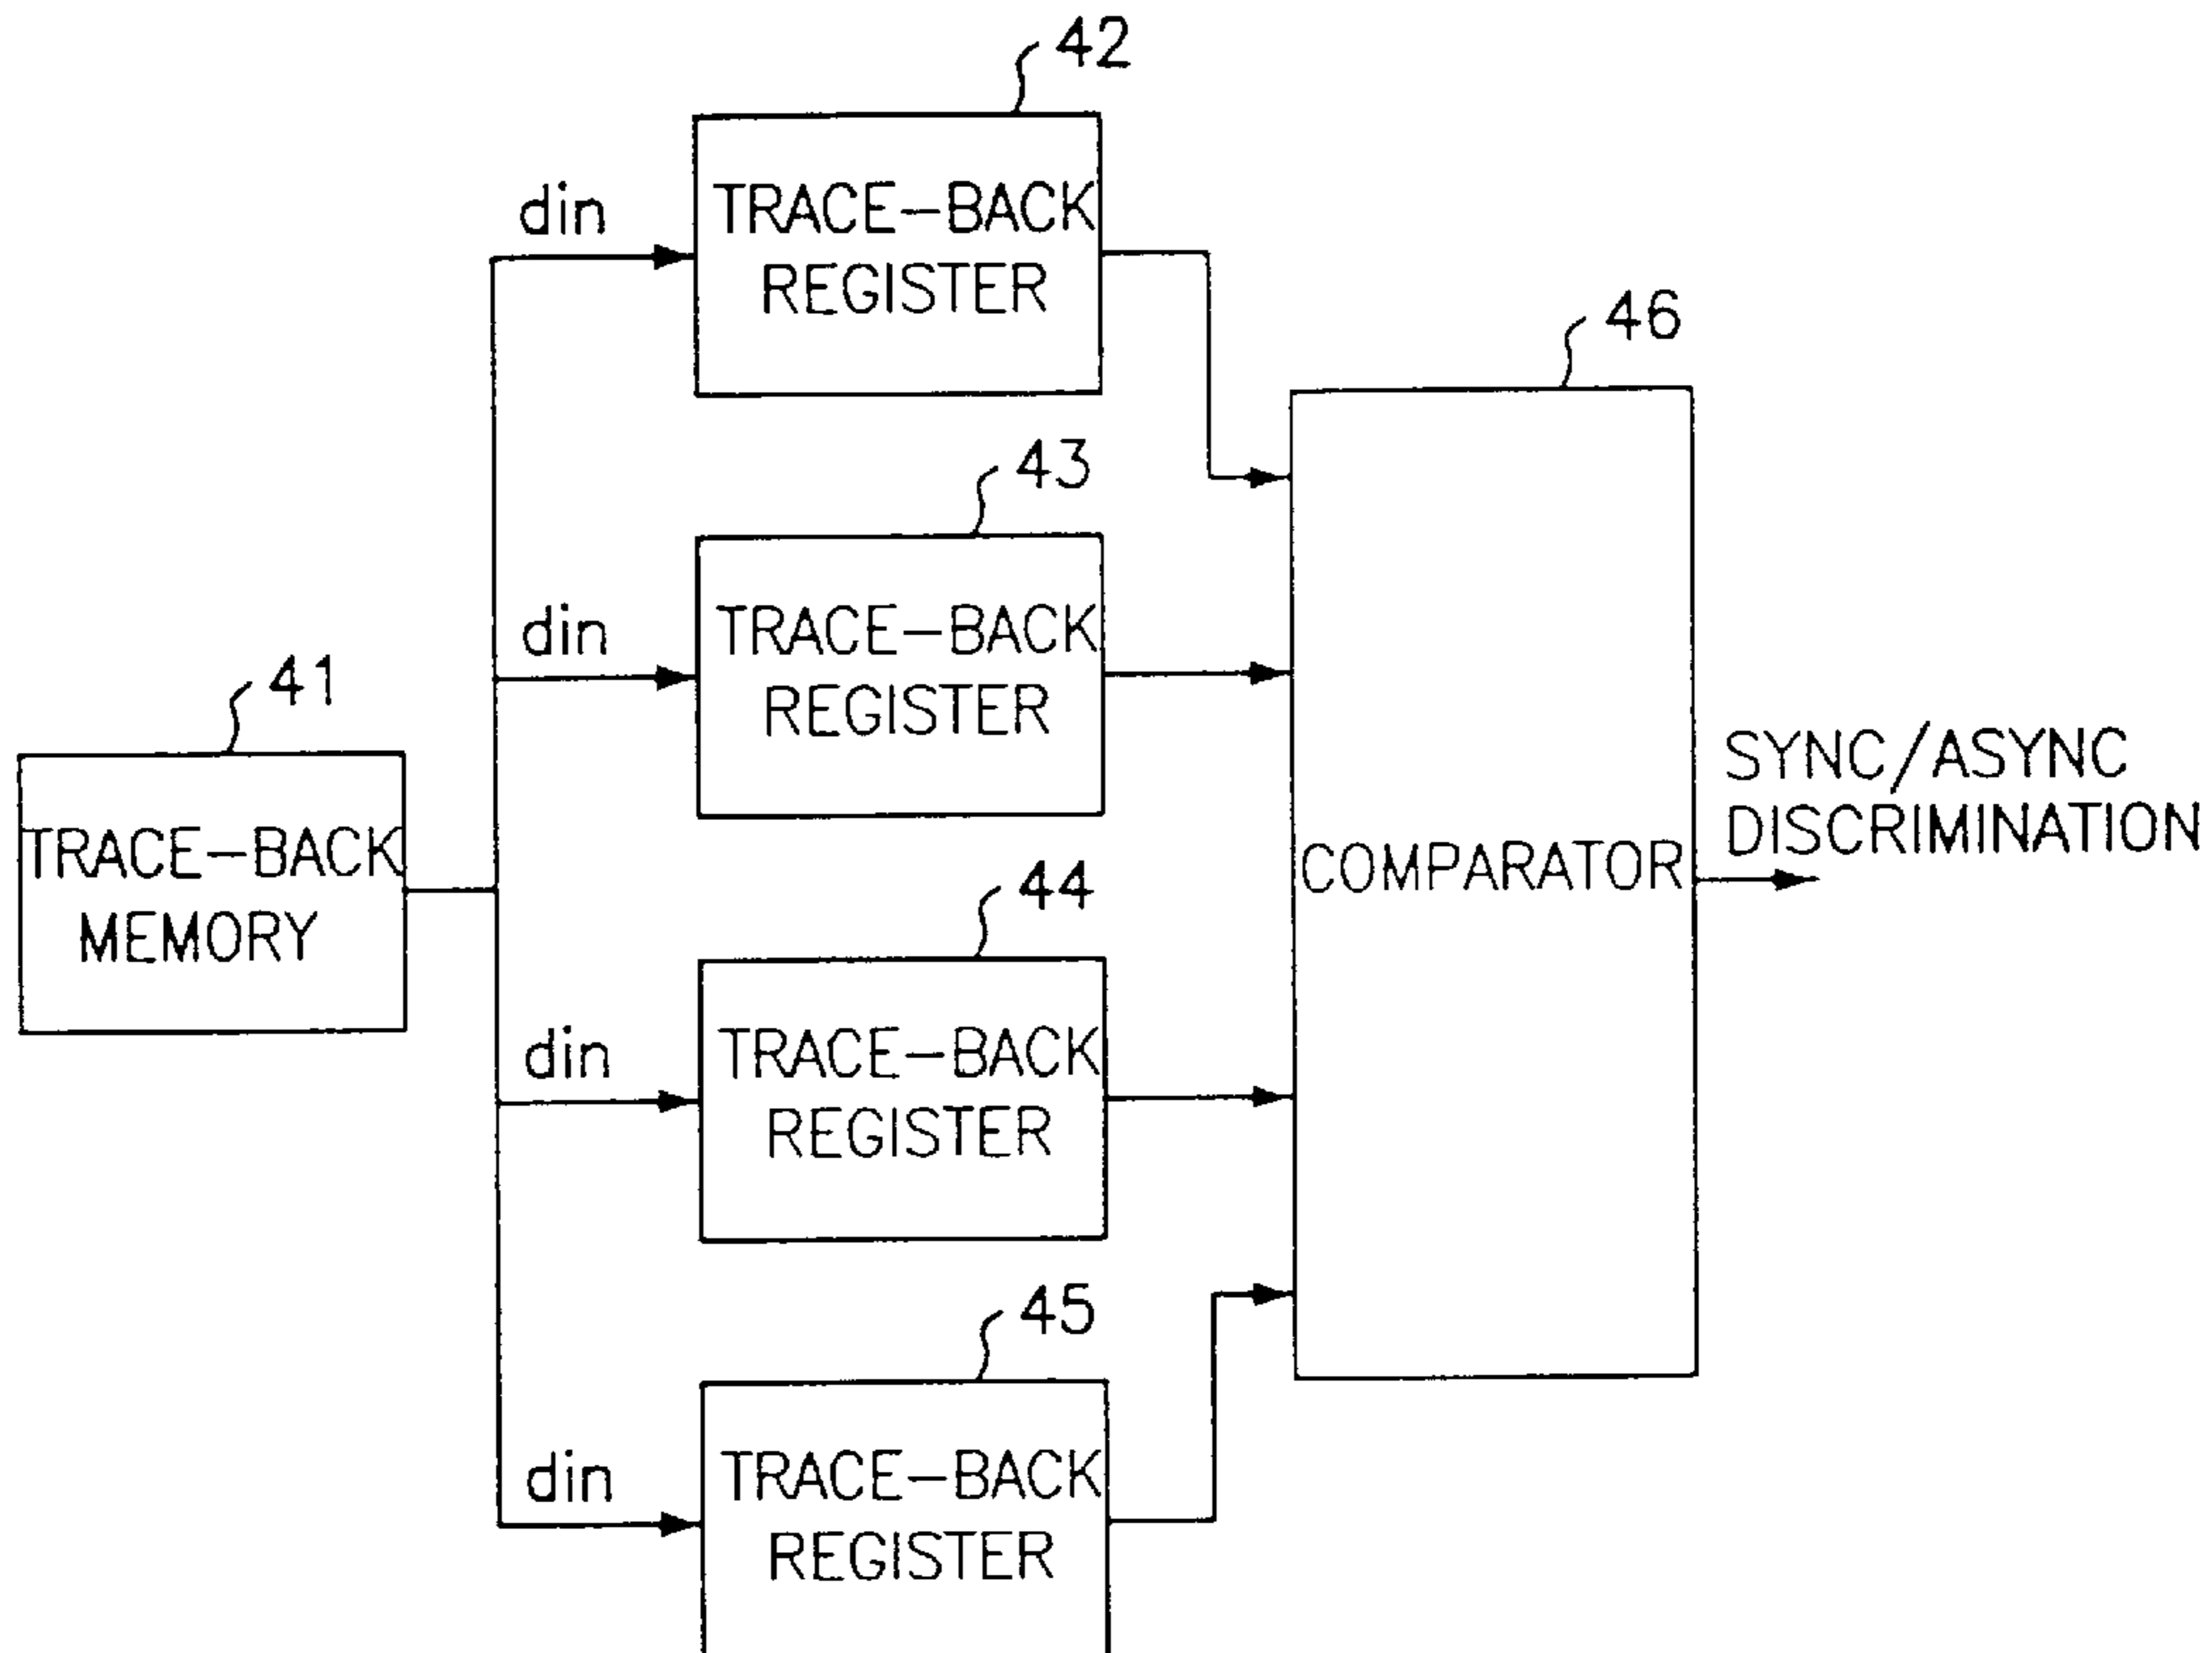 42
din
TRACE-BACK
REGISTER
46
43
din
TRACE-BACK
REGISTER
41
TRACE-BACK
MEMORY
SYNC/ASYNC
DISCRIMINATION
COMPARATOR
44
din
TRACE-BACK
REGISTER
45
din
TRACE-BACK
REGISTER